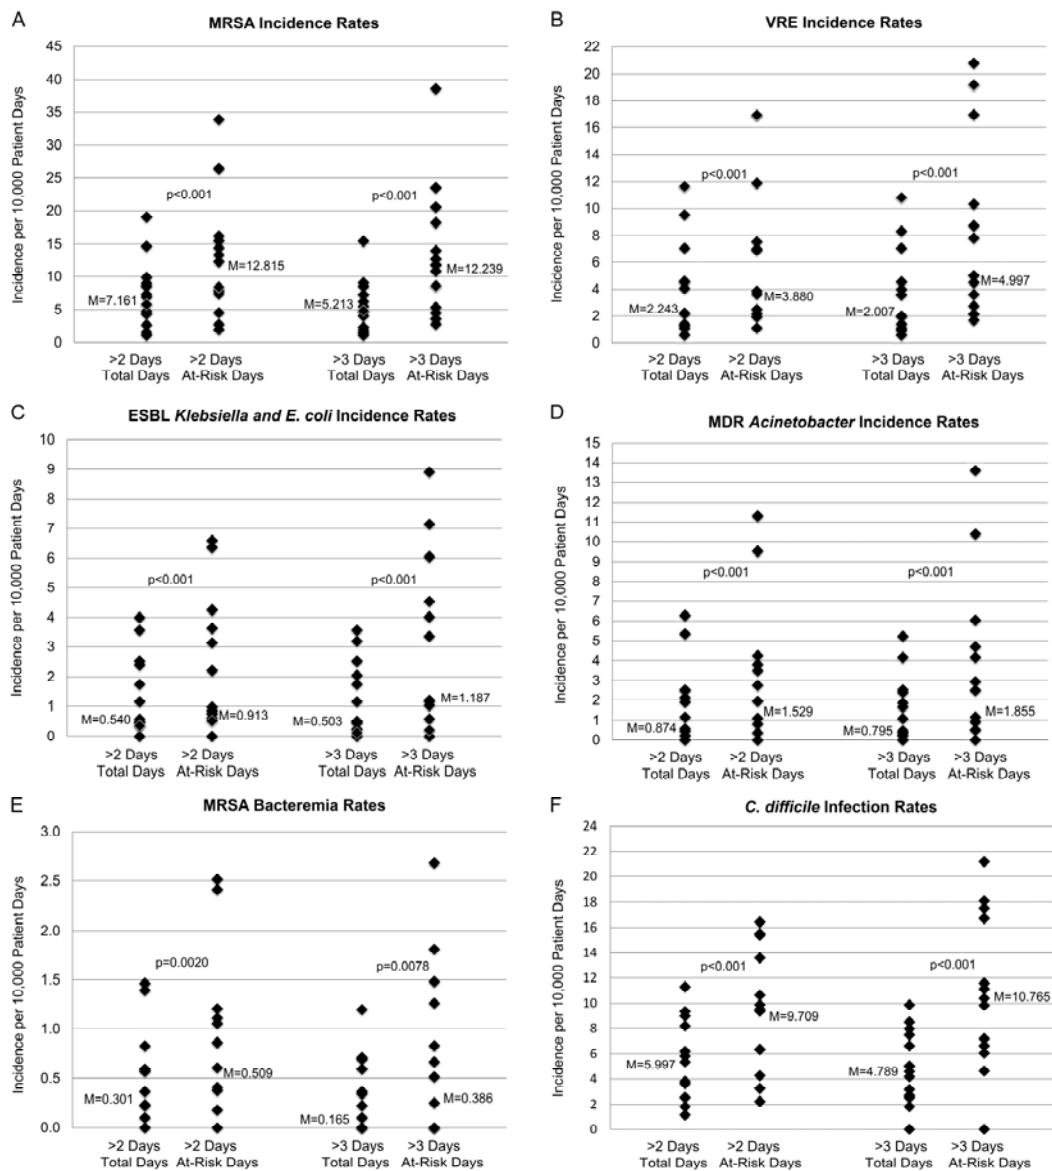 A
MRSA Incidence Rates
Incidence per 10,000 Patient Days
45
40
35
30
25
20
15
10
5
0
p<0.001
p<0.001
M=7.161
M=12.815
M=5.213
M=12.239
>2 Days
Total Days
>2 Days
At-Risk Days
>3 Days
Total Days
>3 Days
At-Risk Days
B
VRE Incidence Rates
Incidence per 10,000 Patient Days
22
20
18
16
14
12
10
8
6
4
2
0
p<0.001
p<0.001
M=2.243
M=3.880
M=2.007
M=4.997
>2 Days
Total Days
>2 Days
At-Risk Days
>3 Days
Total Days
>3 Days
At-Risk Days
C
ESBL Klebsiella and E. coli Incidence Rates
Incidence per 10,000 Patient Days
10
9
8
7
6
5
4
3
2
1
0
p<0.001
p<0.001
M=0.540
M=0.913
M=0.503
M=1.187
>2 Days
Total Days
>2 Days
At-Risk Days
>3 Days
Total Days
>3 Days
At-Risk Days
D
MDR Acinetobacter Incidence Rates
Incidence per 10,000 Patient Days
15
14
13
12
11
10
9
8
7
6
5
4
3
2
1
0
p<0.001
p<0.001
M=0.874
M=1.529
M=0.795
M=1.855
>2 Days
Total Days
>2 Days
At-Risk Days
>3 Days
Total Days
>3 Days
At-Risk Days
E
MRSA Bacteremia Rates
Incidence per 10,000 Patient Days
3.0
2.5
2.0
1.5
1.0
0.5
0.0
p=0.0020
p=0.0078
M=0.301
M=0.509
M=0.165
M=0.386
>2 Days
Total Days
>2 Days
At-Risk Days
>3 Days
Total Days
>3 Days
At-Risk Days
F
C. difficile Infection Rates
Incidence per 10,000 Patient Days
24
22
20
18
16
14
12
10
8
6
4
2
0
p<0.001
p<0.001
M=5.997
M=9.709
M=4.789
M=10.765
>2 Days
Total Days
>2 Days
At-Risk Days
>3 Days
Total Days
>3 Days
At-Risk Days